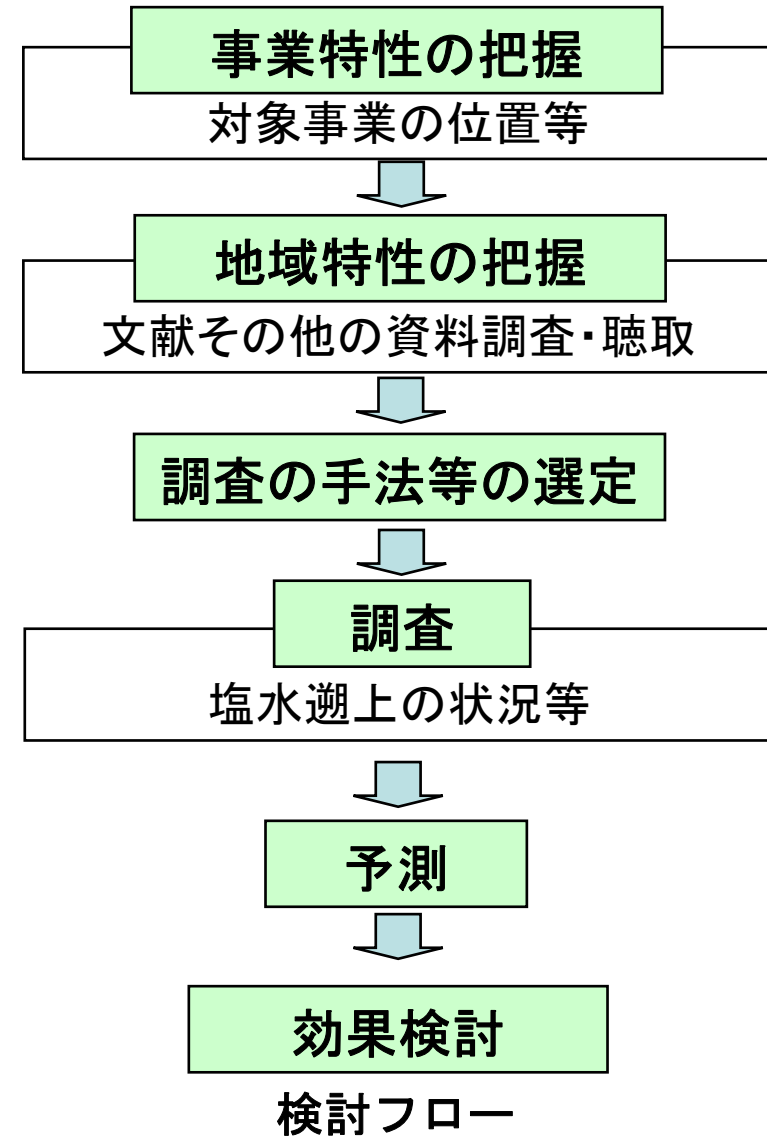 事業特性の把握
対象事業の位置等
地域特性の把握
文献その他の資料調査・聴取
調査の手法等の選定
調査
塩水遡上の状況等
予測
効果検討
検討フロー